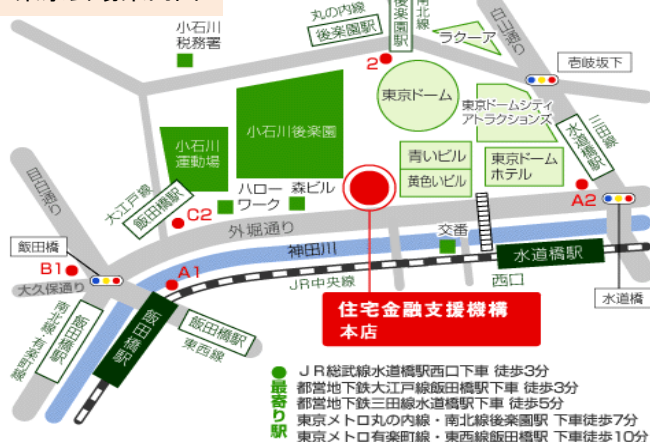 丸の内線
後楽園駅
南北線
後楽園駅
ラクーア
白山通り
小石川
税務署
2
壱岐坂下
東京ドーム
東京ドームシティ
アトラクションズ
三田線
水道橋駅
小石川後楽園
小石川
運動場
青いビル
黄色いビル
東京ドーム
ホテル
目白通り
大江戸線
飯田橋駅
C2
ハロー
ワーク
森ビル
A2
外堀通り
飯田橋
神田川
交番
水道橋駅
B1
A1
大久保通り
JR中央線
西口
水道橋
南北線・有楽町線
飯田橋駅
飯田橋駅
飯田橋駅
東西線
住宅金融支援機構
本店
●最寄り駅
JR総武線水道橋駅西口下車 徒歩3分
都営地下鉄大江戸線飯田橋駅下車 徒歩3分
都営地下鉄三田線水道橋駅下車 徒歩5分
東京メトロ丸の内線・南北線後楽園駅 下車徒歩7分
東京メトロ有楽町線・東西線飯田橋駅 下車徒歩10分